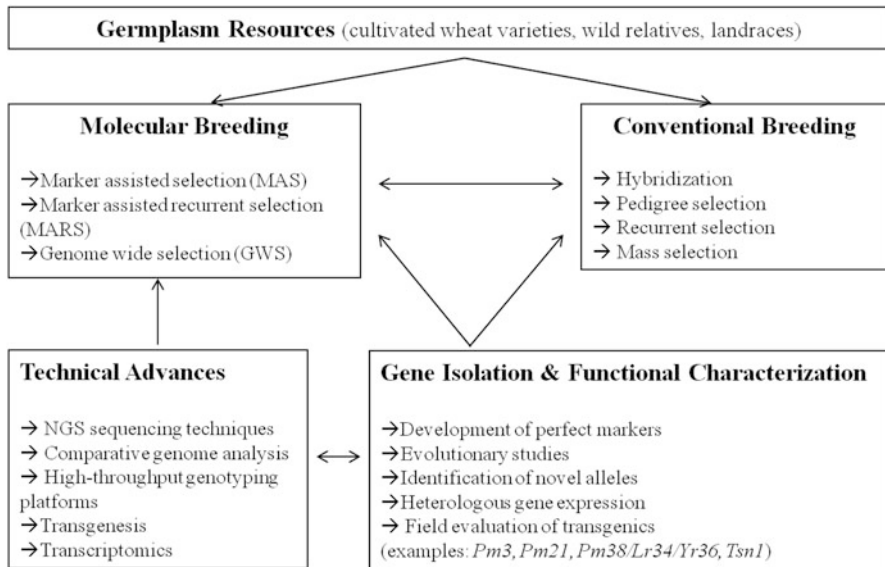 Germplasm Resources (cultivated wheat varieties, wild relatives, landraces)
Molecular Breeding
→Marker assisted selection (MAS)
→Marker assisted recurrent selection
(MARS)
→Genome wide selection (GWS)
Conventional Breeding
→ Hybridization
→ Pedigree selection
→ Recurrent selection
→ Mass selection
Technical Advances
→ NGS sequencing techniques
→ Comparative genome analysis
→ High-throughput genotyping
platforms
→Transgenesis
→Transcriptomics
Gene Isolation & Functional Characterization
→Development of perfect markers
→Evolutionary studies
→Identification of novel alleles
→Heterologous gene expression
→ Field evaluation of transgenics
(examples: Pm3, Pm21, Pm38/Lr34/Yr36, Tsn1)